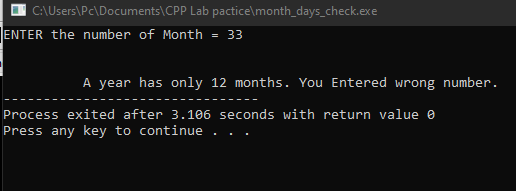 C:\Users\Pc\Documents\CPP Lab pactice\month_days_check.exe
ENTER the number of Month = 33
A year has only 12 months. You Entered wrong number.
--------------------------------
Process exited after 3.106 seconds with return value 0
Press any key to continue . . .